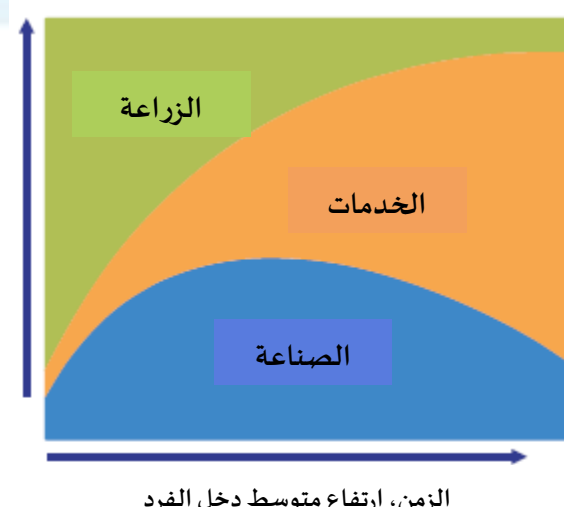 الزراعة
الخدمات
الصناعة
الزمن، ارتفاع متوسط دخل الفرد